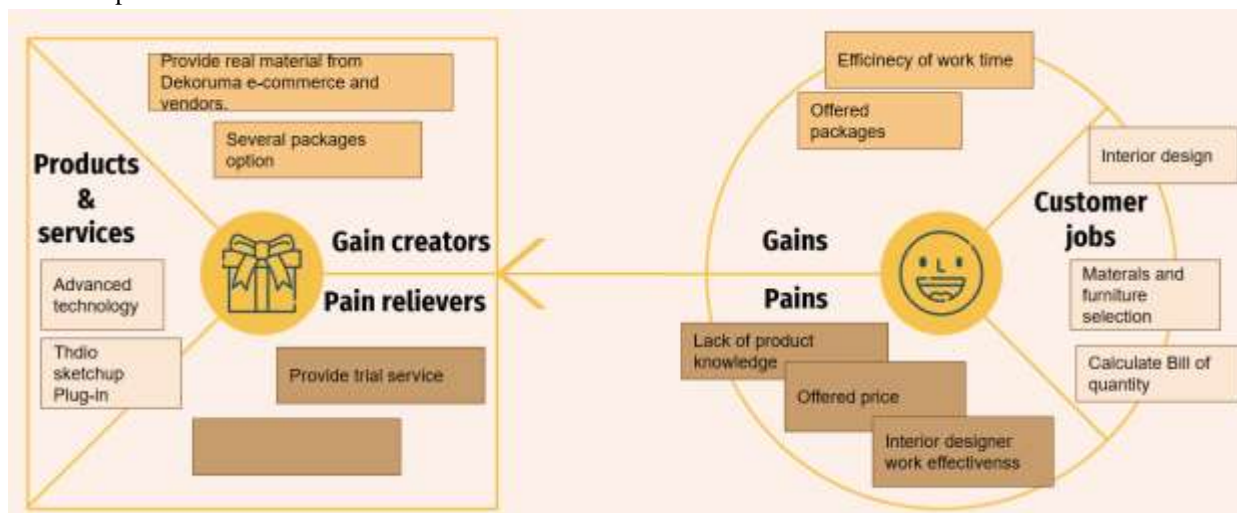 Provide real material from
Dekoruma e-commerce and
vendors.
Several packages
option
Products
&
services
Gain creators
Pain relievers
Advanced
technology
Thdio
sketchup
Plug-in
Provide trial service
Efficinecy of work time
Offered
packages
Interior design
Customer
jobs
Gains
Pains
Materals and
furniture
selection
Lack of product
knowledge
Calculate Bill of
quantity
Offered price
Interior designer
work effectivenss